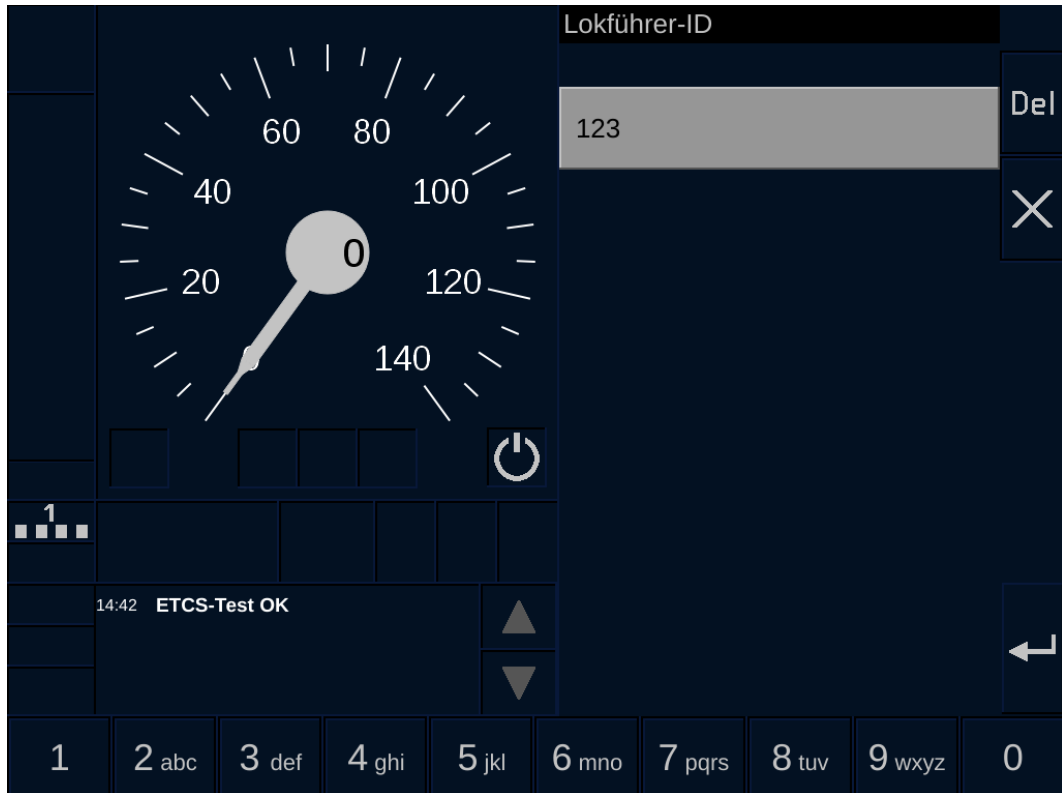 Lokführer-ID
Del
123
60 80
40 100
0
20 120
0 140
1
14:42 ETCS-Test OK
1 2 abc 3 def 4 ghi 5 jkl 6 mno 7 pqrs 8 tuv 9 wxyz 0